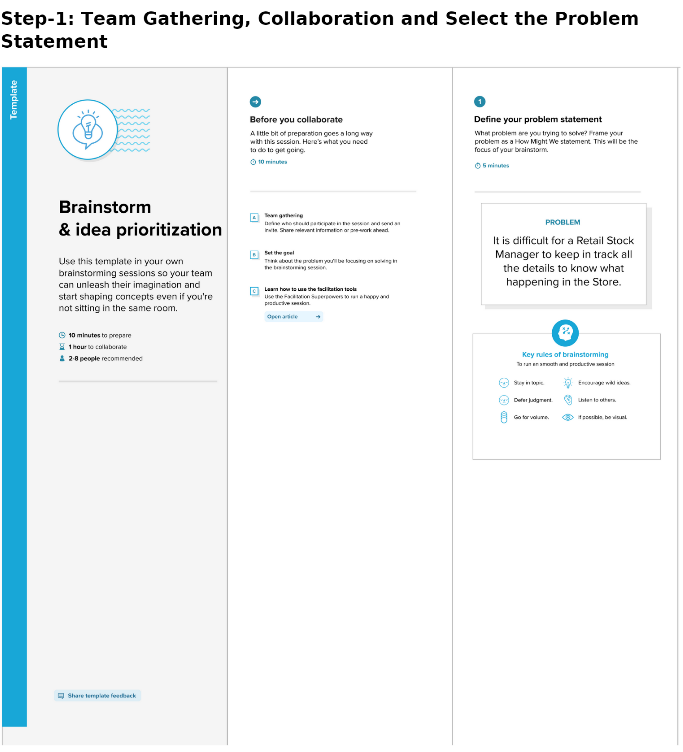 Step-1: Team Gathering, Collaboration and Select the Problem
Statement
Template
Brainstorm
& idea prioritization
Use this template in your own
brainstorming sessions so your team
can unleash their imagination and
start shaping concepts even if you're
not sitting in the same room.
10 minutes to prepare
1 hour to collaborate
2-8 people recommended
Share template feedback
Before you collaborate
A little bit of preparation goes a long way
with this session. Here's what you need
to do to get going.
10 minutes
A
Team gathering
Define who should participate in the session and send an
invite. Share relevant information or pre-work ahead.
B
Set the goal
Think about the problem you'll be focusing on solving in
the brainstorming session.
C
Learn how to use the facilitation tools
Use the Facilitation Superpowers to run a happy and
productive session.
Open article
1
Define your problem statement
What problem are you trying to solve? Frame your
problem as a How Might We statement. This will be the
focus of your brainstorm.
5 minutes
PROBLEM
It is difficult for a Retail Stock
Manager to keep in track all
the details to know what
happening in the Store.
Key rules of brainstorming
To run an smooth and productive session
Stay in topic.
Encourage wild ideas.
Defer judgment.
Listen to others.
Go for volume.
If possible, be visual.